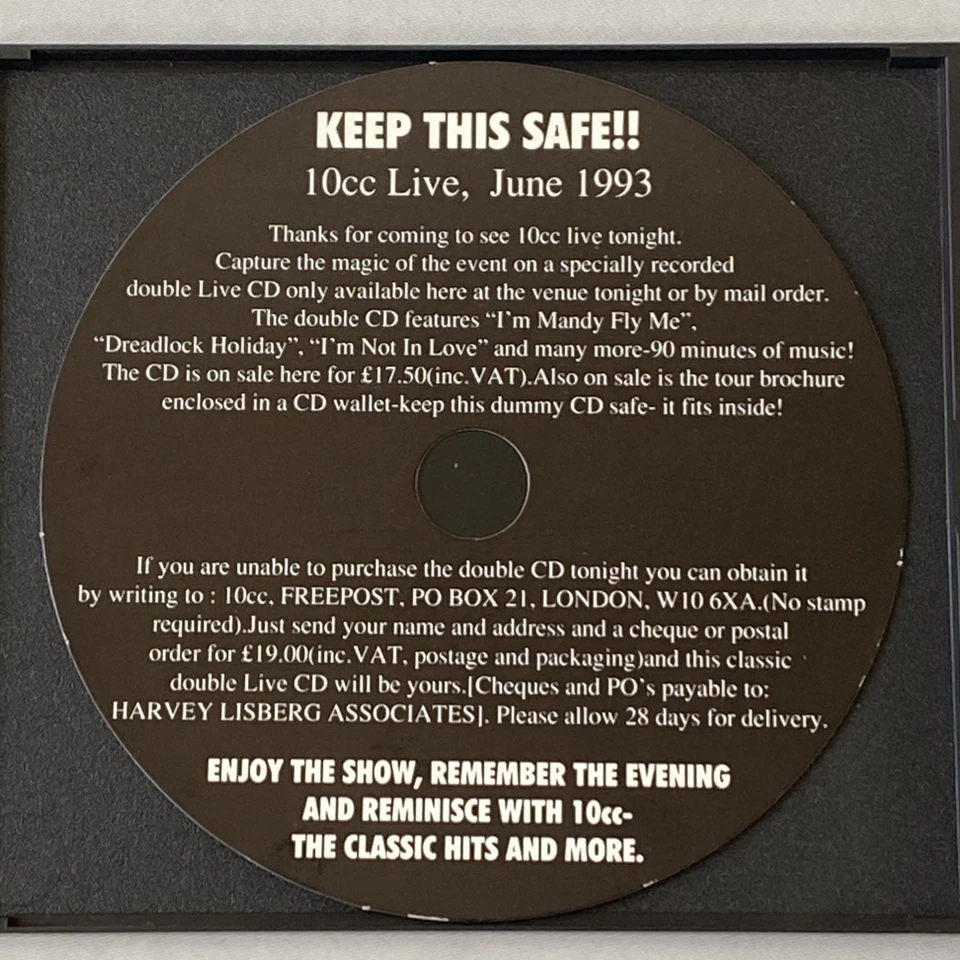 KEEP THIS SAFE!!
10cc Live, June 1993
Thanks for coming to see 10cc live tonight.
Capture the magic of the event on a specially recorded
double Live CD only available here at the venue tonight or by mail order.
The double CD features “I'm Mandy Fly Me”,
“Dreadlock Holiday”, “I'm Not In Love” and many more-90 minutes of music!
The CD is on sale here for £17.50(inc.VAT).Also on sale is the tour brochure
enclosed in a CD wallet-keep this dummy CD safe- it fits inside!
If you are unable to purchase the double CD tonight you can obtain it
by writing to : 10cc, FREEPOST, PO BOX 21, LONDON, W10 6XA.(No stamp
required).Just send your name and address and a cheque or postal
order for £19.00(inc.VAT, postage and packaging)and this classic
double Live CD will be yours.[Cheques and PO's payable to:
HARVEY LISBERG ASSOCIATES]. Please allow 28 days for delivery.
ENJOY THE SHOW, REMEMBER THE EVENING
AND REMINISCE WITH 10cc-
THE CLASSIC HITS AND MORE.